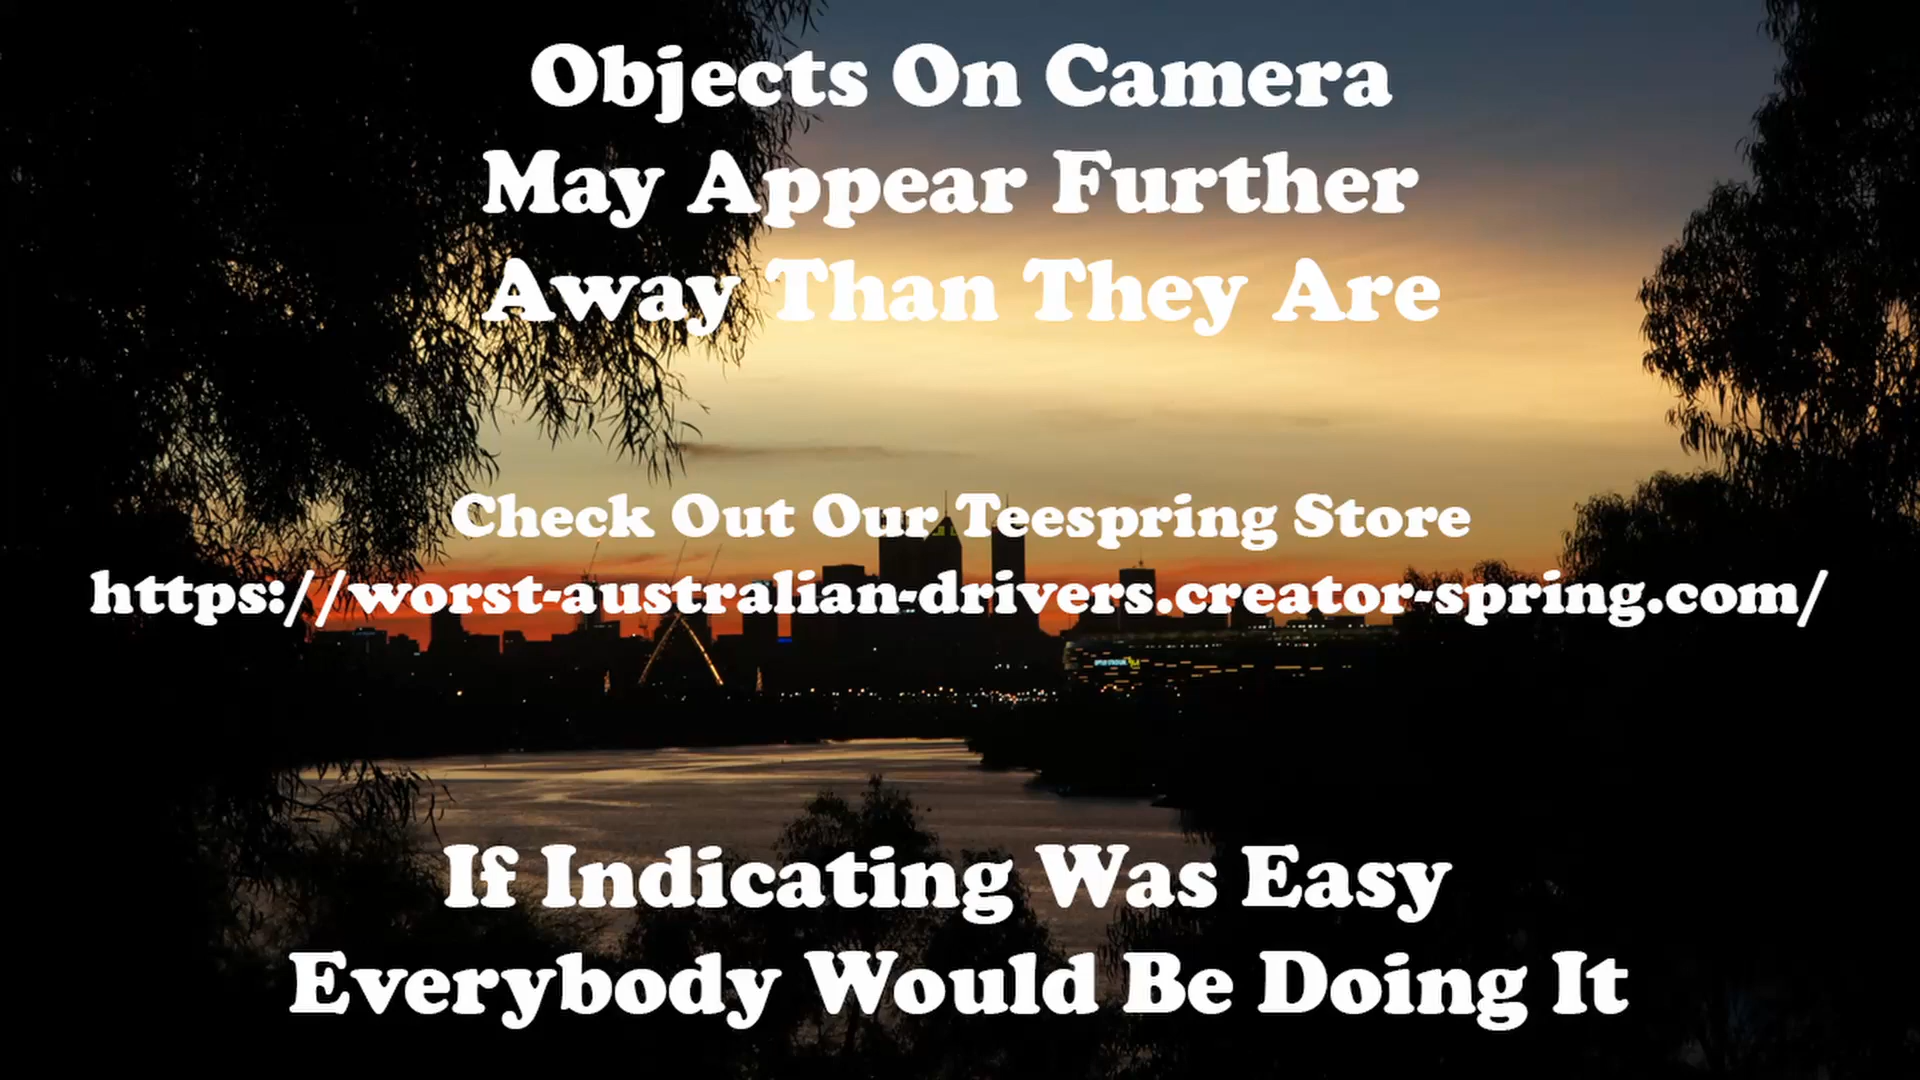 Objects On Camera
May Appear Further
Away Than They Are
Check Out Our Teespring Store
https://worst-australian-drivers.creator-spring.com/
If Indicating Was Easy
Everybody Would Be Doing It